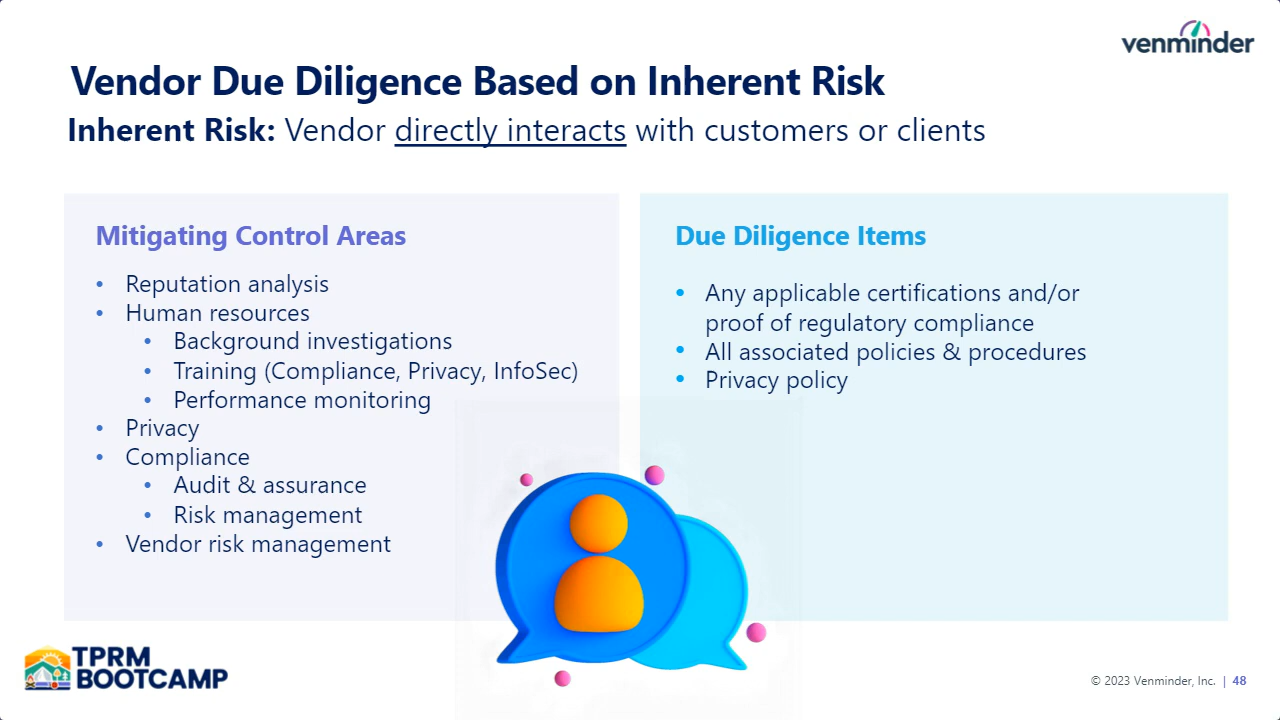 venminder
Vendor Due Diligence Based on Inherent Risk
Inherent Risk: Vendor directly interacts with customers or clients
Mitigating Control Areas
• Reputation analysis
• Human resources
• Background investigations
• Training (Compliance, Privacy, InfoSec)
• Performance monitoring
• Privacy
• Compliance
• Audit & assurance
• Risk management
• Vendor risk management
Due Diligence Items
• Any applicable certifications and/or
proof of regulatory compliance
• All associated policies & procedures
• Privacy policy
TPRM
BOOTCAMP
© 2023 Venminder, Inc. | 48